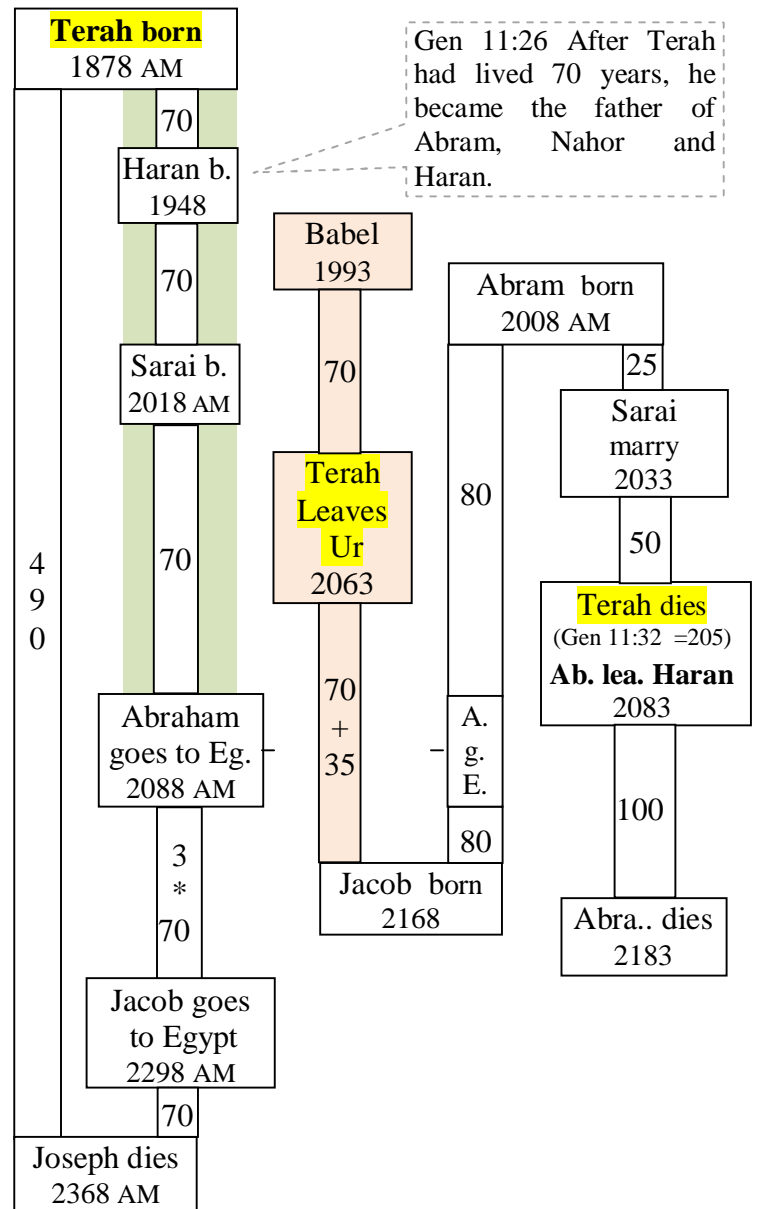 Terah born
1878 AM
Gen 11:26 After Terah
had lived 70 years, he
became the father of
Abram, Nahor and
Haran.
70
Haran b.
1948
70
Sarai b.
2018 AM
70
Abraham
goes to Eg.
2088 AM
3
*
70
Jacob goes
to Egypt
2298 AM
70
4
9
0
Joseph dies
2368 AM
Babel
1993
70
Terah
Leaves
Ur
2063
70
+
35
Jacob born
2168
Abram born
2008 AM
80
A.
g.
E.
80
25
Sarai
marry
2033
50
Terah dies
(Gen 11:32 =205)
Ab. lea. Haran
2083
100
Abra.. dies
2183